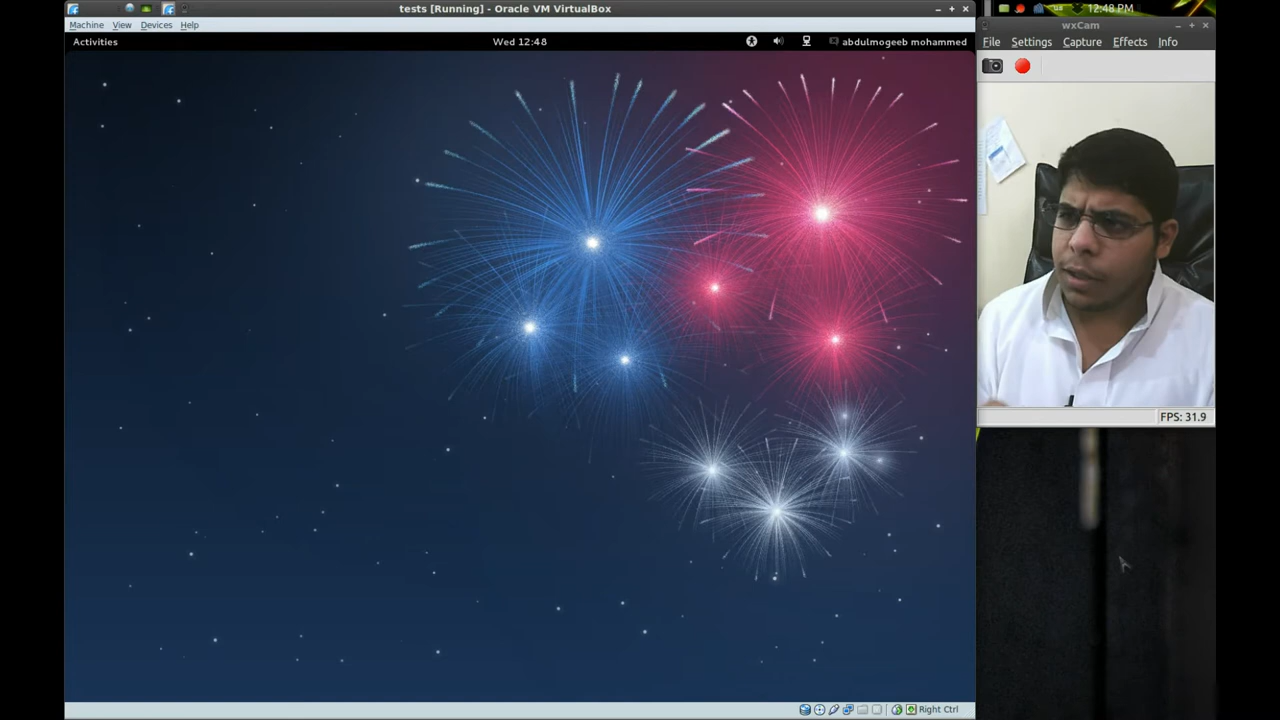 tests [Running] - Oracle VM VirtualBox
Machine View Devices Help
Activities
Wed 12:48
abdulmogeeb mohammed
Right Ctrl
12:48 PM
wxCam
File Settings Capture Effects Info
FPS: 31.9